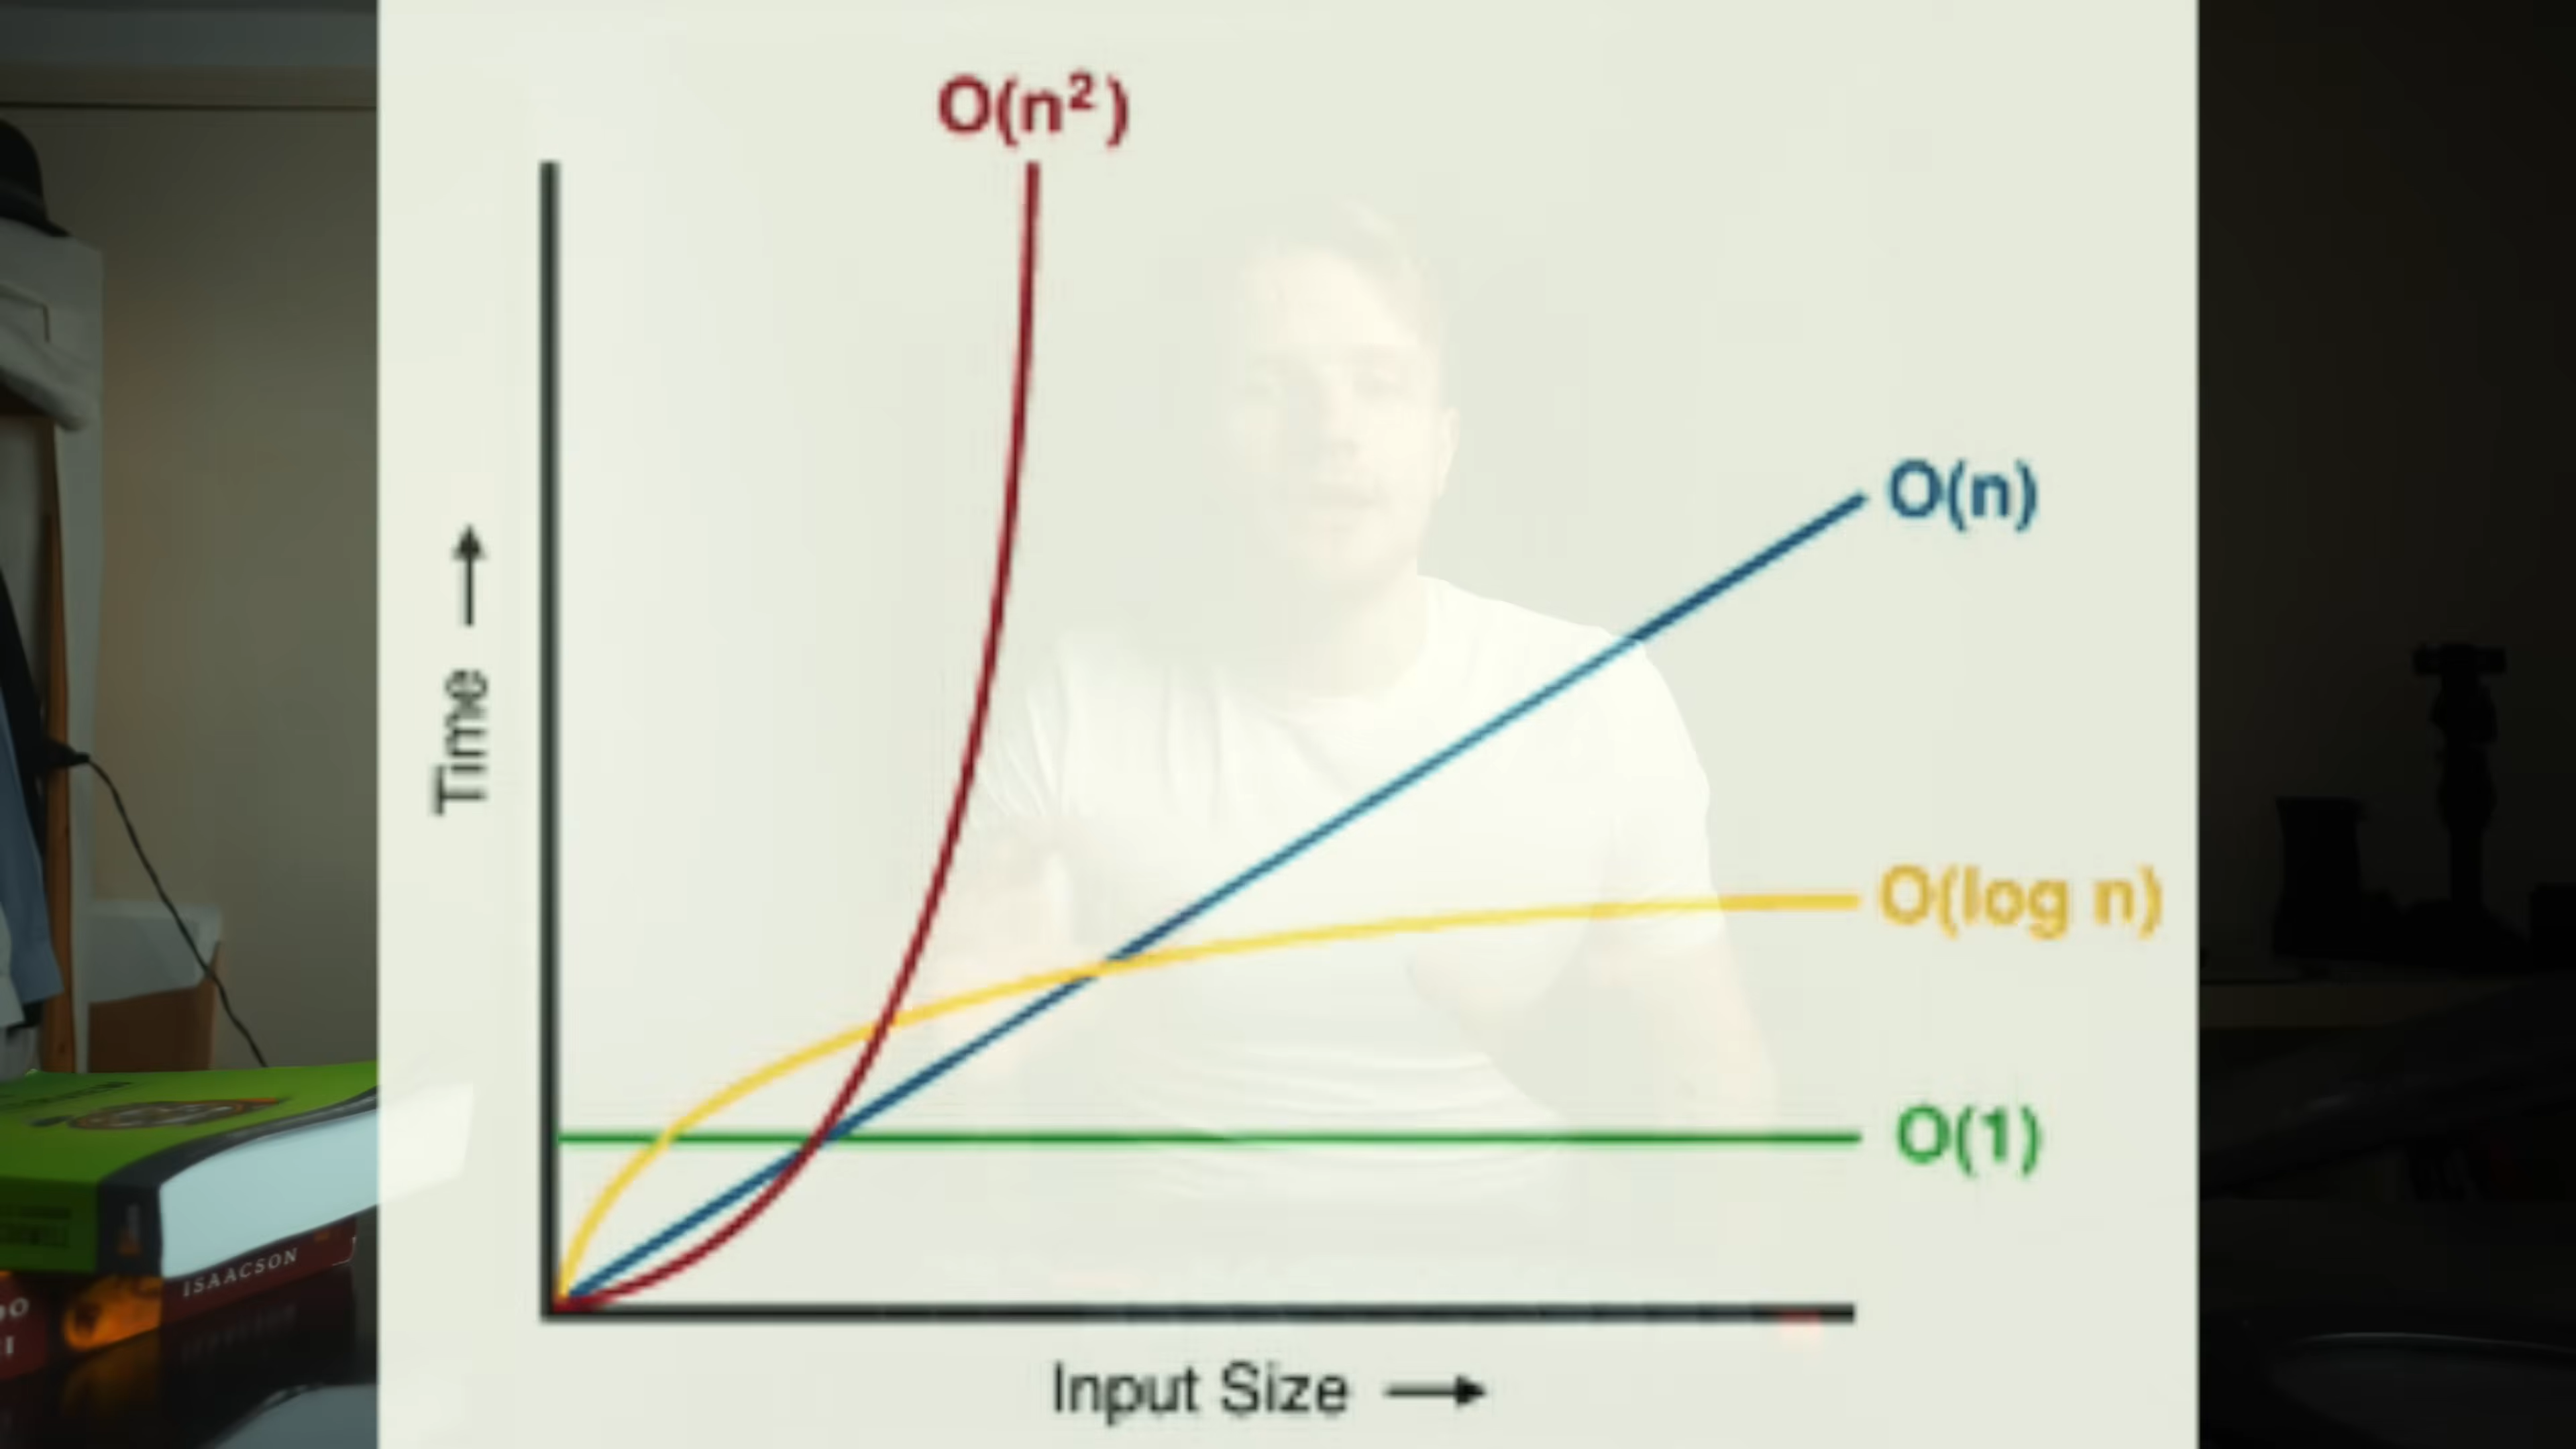 O(n²)
O(n)
Time →
O(log n)
O(1)
ISAACSON
Input Size →